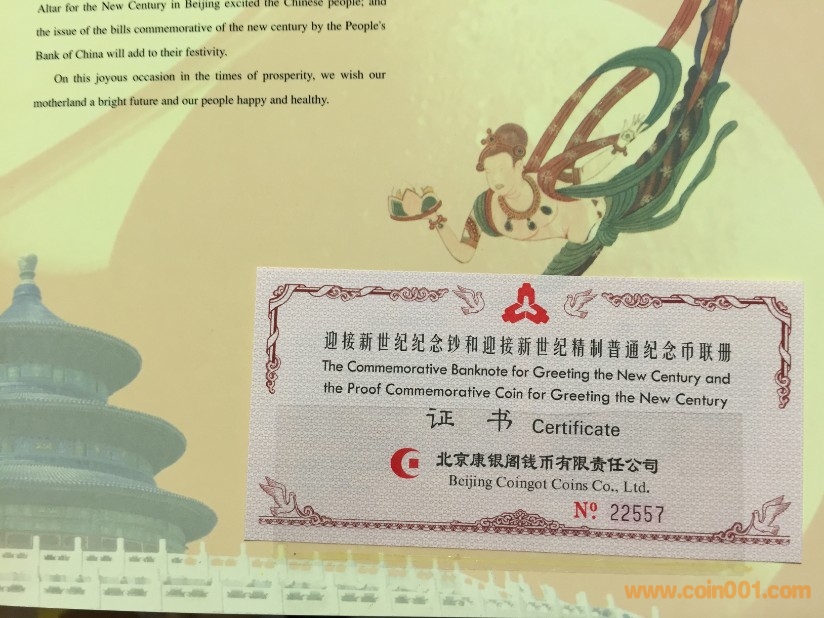 Altar for the New Century in Beijing excited the Chinese people; and
the issue of the bills commemorative of the new century by the People's
Bank of China will add to their festivity.
On this joyous occasion in the times of prosperity, we wish our
motherland a bright future and our people happy and healthy.
迎接新世纪纪念钞和迎接新世纪精制普通纪念币联册
The Commemorative Banknote for Greeting the New Century and
the Proof Commemorative Coin for Greeting the New Century
证 书 Certificate
北京康银阁钱币有限责任公司
Beijing Coingot Coins Co., Ltd.
Nº 22557
www.coin001.com